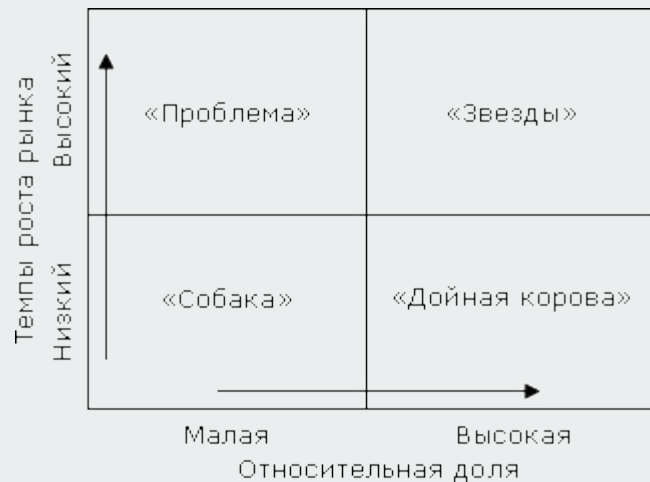 Темпы роста рынка
Высокий
Низкий
«Проблема»
«Звезды»
«Собака»
«Дойная корова»
Малая
Высокая
Относительная доля